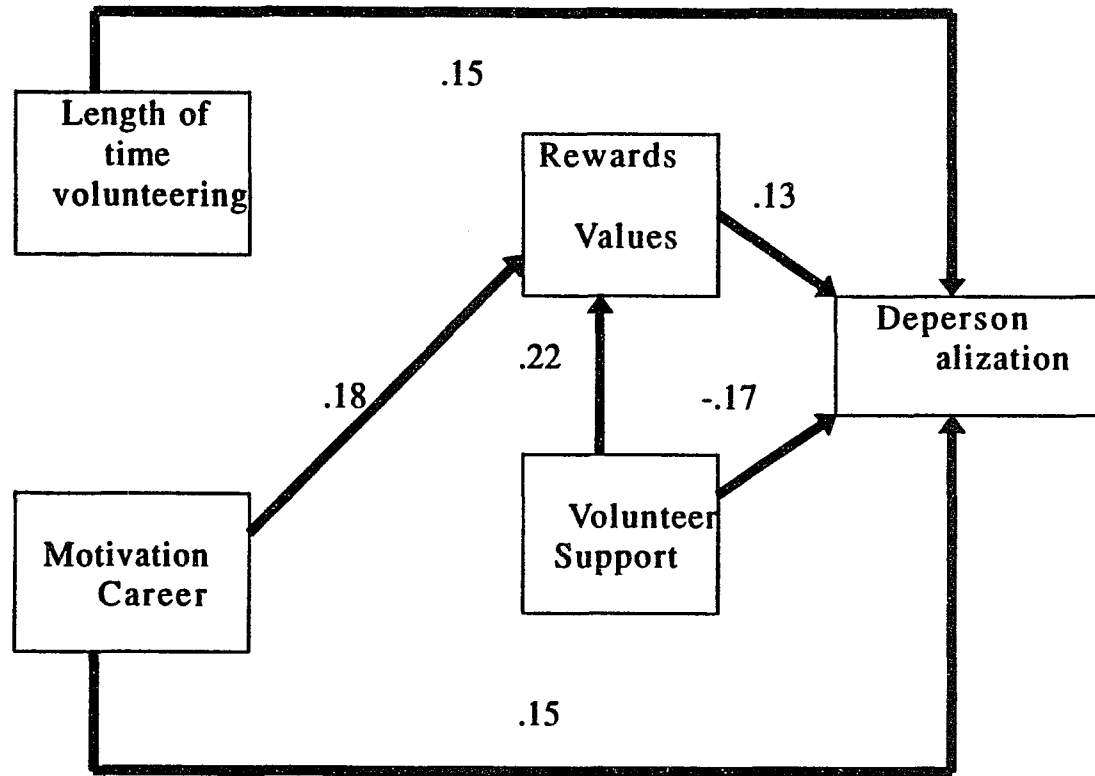 .15
Length of
time
volunteering
Rewards
Values
.13
Deperson
alization
.22
-.17
.18
Volunteer
Support
Motivation
Career
.15